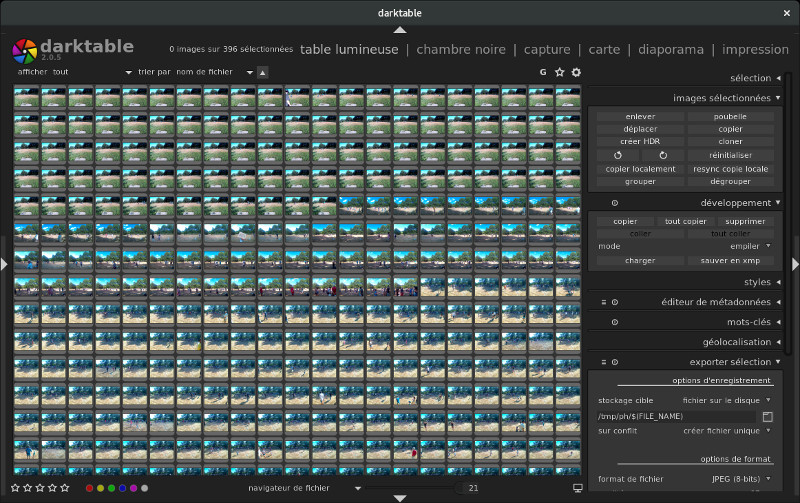 darktable
darktable
2.0.5
0 images sur 396 sélectionnées
table lumineuse | chambre noire | capture | carte | diaporama | impression
afficher tout trier par nom de fichier
G
sélection
images sélectionnées
enlever poubelle
déplacer copier
créer HDR cloner
réinitialiser
copier localement resync copie locale
grouper dégrouper
développement
copier tout copier supprimer
coller tout coller
mode empiler
charger sauver en xmp
styles
éditeur de métadonnées
mots-clés
géolocalisation
exporter sélection
options d'enregistrement
stockage cible fichier sur le disque
/tmp/ph/$(FILE_NAME)
sur conflit créer fichier unique
options de format
format de fichier JPEG (8-bits)
navigateur de fichier 21